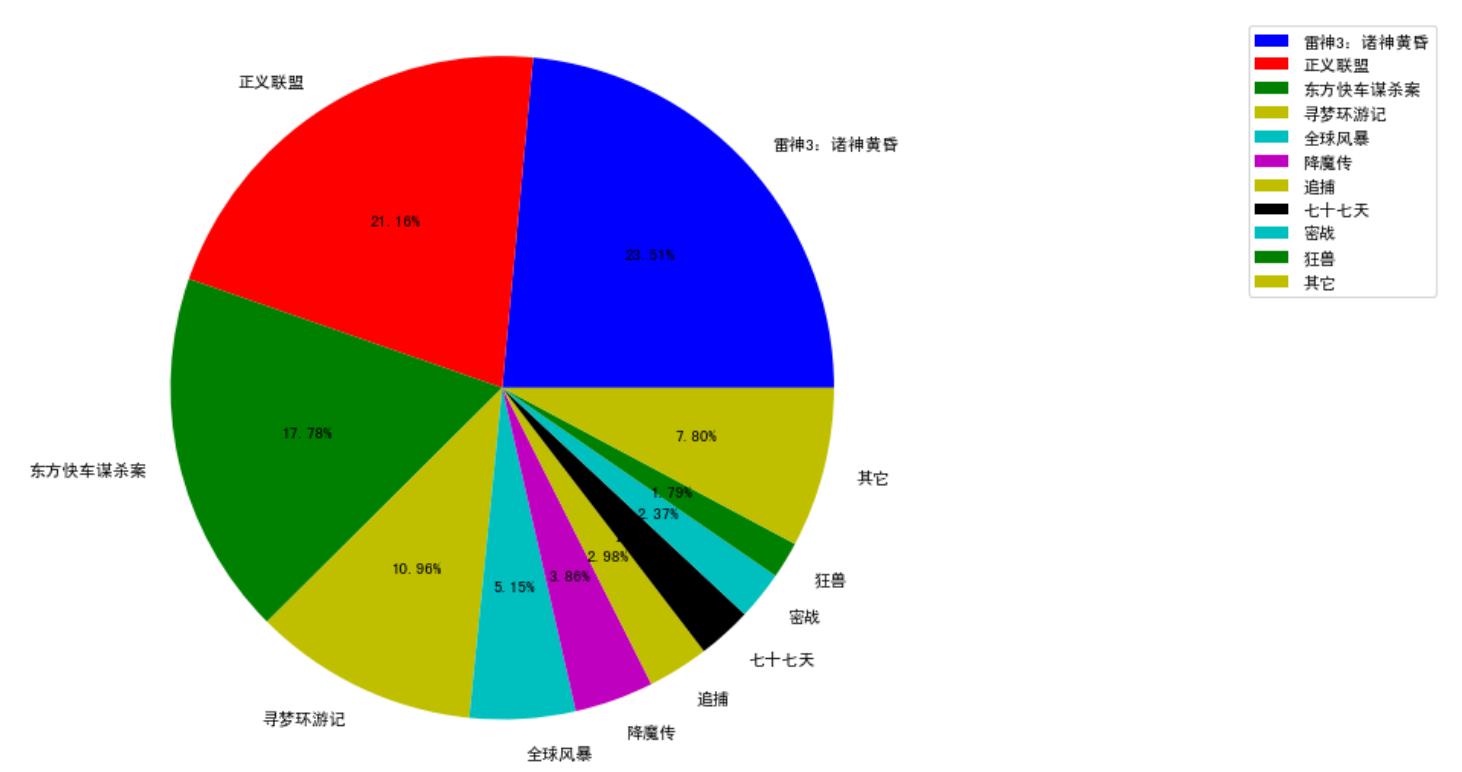 正义联盟
雷神3：诸神黄昏
21.16%
23.51%
17.78%
7.80%
东方快车谋杀案
其它
1.79%
2.37%
2.98%
10.96%
3.86%
5.15%
狂兽
密战
七十七天
追捕
寻梦环游记
降魔传
全球风暴
雷神3：诸神黄昏
正义联盟
东方快车谋杀案
寻梦环游记
全球风暴
降魔传
追捕
七十七天
密战
狂兽
其它